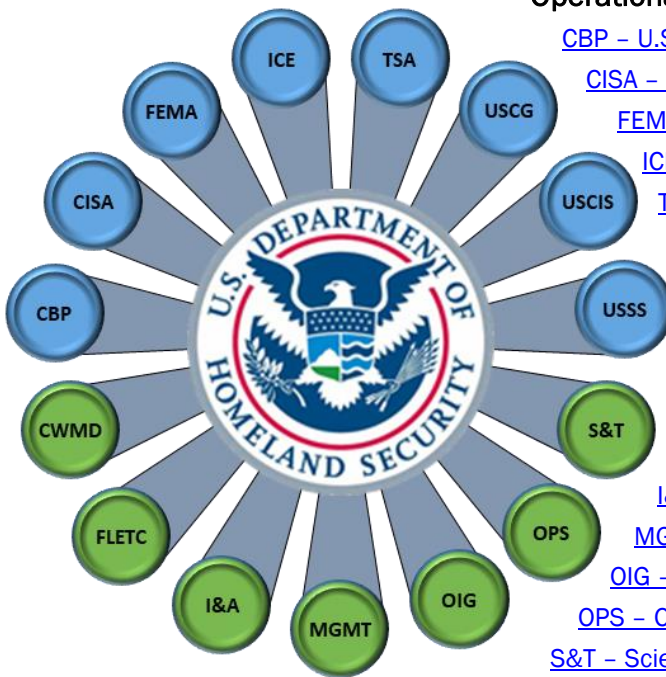 Operationa
CBP – U.S
CISA –
FEM
IC
T
ICE
TSA
FEMA
USCG
CISA
USCIS
CBP
USSS
U.S. DEPARTMENT OF
HOMELAND SECURITY
CWMD
S&T
FLETC
OPS
I&A
OIG
MGMT
I&
MG
OIG –
OPS – C
S&T – Scie